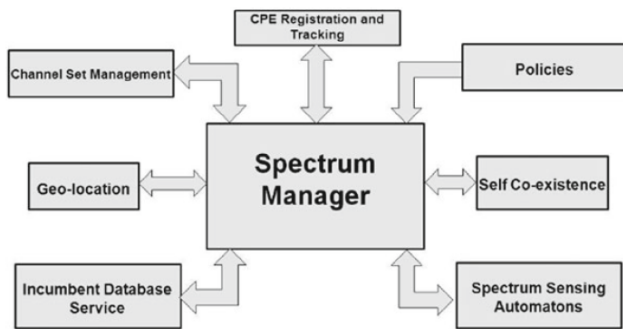 CPE Registration and
Tracking
Channel Set Management
Policies
Spectrum
Manager
Geo-location
Self Co-existence
Incumbent Database
Service
Spectrum Sensing
Automatons